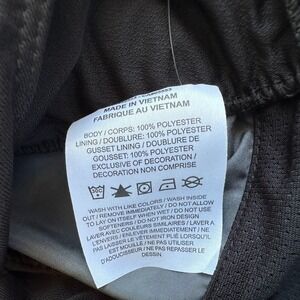 MADE IN VIETNAM
FABRIQUE AU VIETNAM
BODY / CORPS: 100% POLYESTER
LINING / DOUBLURE: 100% POLYESTER
GUSSET LINING / DOUBLURE DE
GOUSSET: 100% POLYESTER
EXCLUSIVE OF DECORATION /
DECORATION NON COMPRISE
WASH WITH LIKE COLORS / WASH INSIDE
OUT / REMOVE IMMEDIATELY / DO NOT ALLOW
TO LAY ON ITSELF WHEN WET / DO NOT USE
SOFTENERS / DO NOT IRON DESIGN
LAVER AVEC COULEURS SIMILAIRES / LAVER A
L'ENVERS / ENLEVER IMMEDIATEMENT / NE
PAS LAISSER LE VÊTEMENT PLIÉ LORSQU'IL
EST MOUILLÉ / NE PAS UTILISER
D'ADOUCISSEUR / NE PAS REPASSER LE
DESSIN